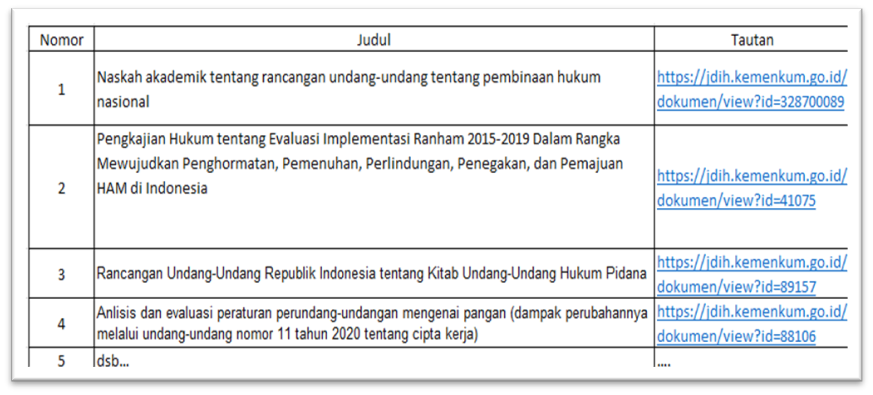 Nomor Judul Tautan
1 Naskah akademik tentang rancangan undang-undang tentang pembinaan hukum
nasional
https://jdih.kemenkum.go.id/
dokumen/view?id=328700089
2 Pengkajian Hukum tentang Evaluasi Implementasi Ranham 2015-2019 Dalam Rangka
Mewujudkan Penghormatan, Pemenuhan, Perlindungan, Penegakan, dan Pemajuan
HAM di Indonesia
https://jdih.kemenkum.go.id/
dokumen/view?id=41075
3 Rancangan Undang-Undang Republik Indonesia tentang Kitab Undang-Undang Hukum Pidana
https://jdih.kemenkum.go.id/
dokumen/view?id=89157
4 Anlisis dan evaluasi peraturan perundang-undangan mengenai pangan (dampak perubahannya
melalui undang-undang nomor 11 tahun 2020 tentang cipta kerja)
https://jdih.kemenkum.go.id/
dokumen/view?id=88106
5 dsb... ....